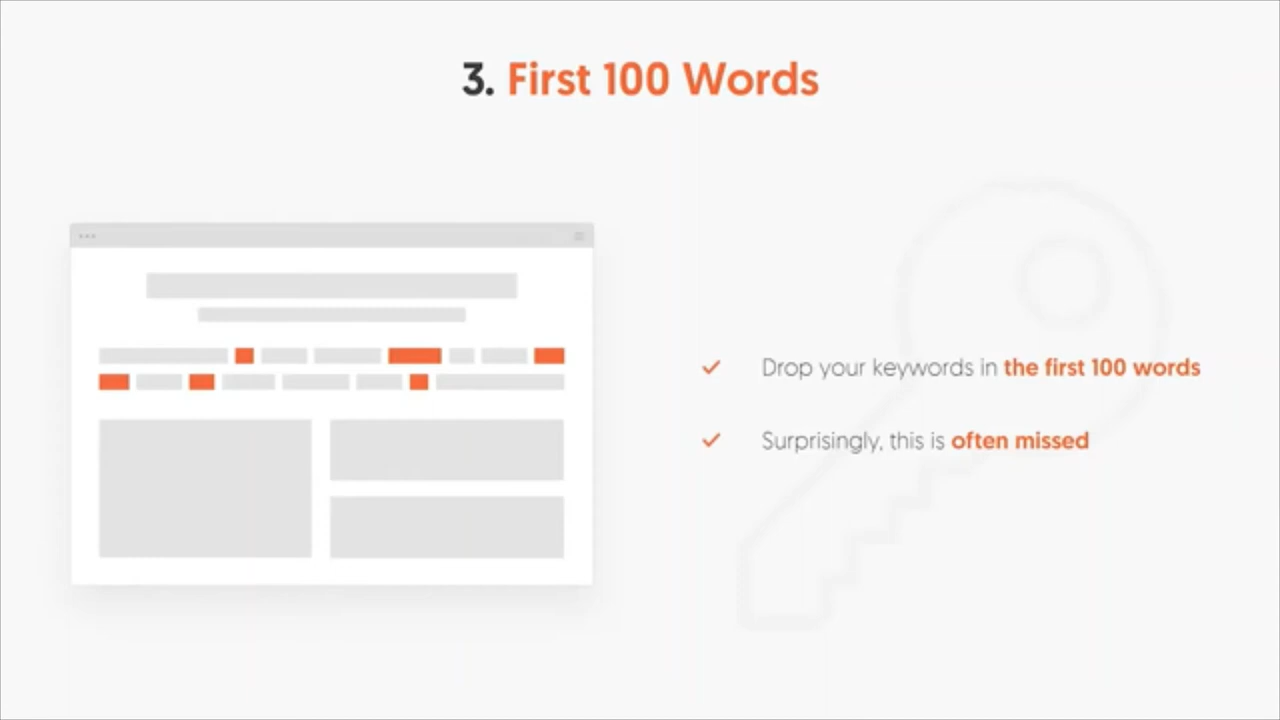 3. First 100 Words
Drop your keywords in the first 100 words
Surprisingly, this is often missed